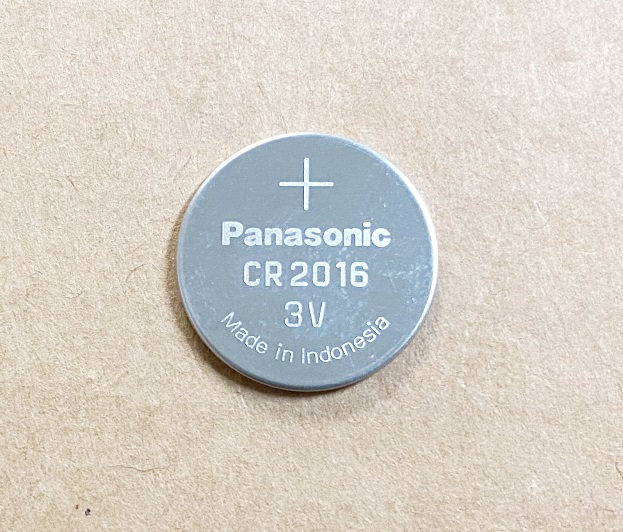 +
Panasonic
CR2016
3V
Made in Indonesia